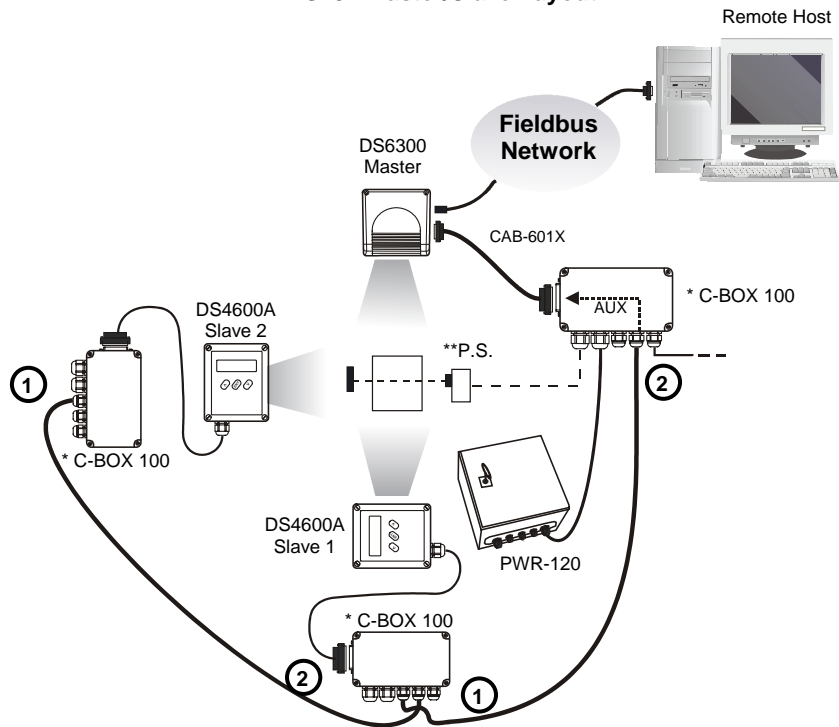 Remote Host
Fieldbus
Network
DS6300
Master
CAB-601X
AUX
* C-BOX 100
DS4600A
Slave 2
**P.S.
1
2
* C-BOX 100
DS4600A
Slave 1
PWR-120
* C-BOX 100
2
1